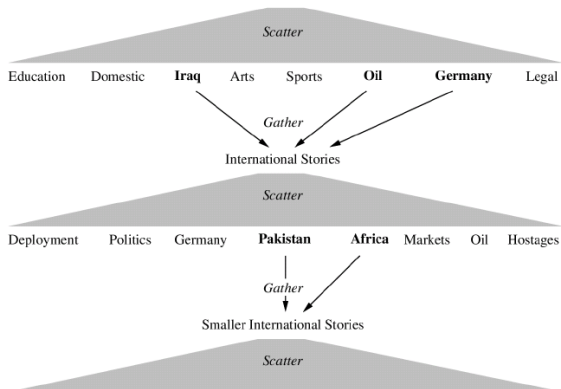 Scatter
Education Domestic Iraq Arts Sports Oil Germany Legal
Gather
International Stories
Scatter
Deployment Politics Germany Pakistan Africa Markets Oil Hostages
Gather
Smaller International Stories
Scatter